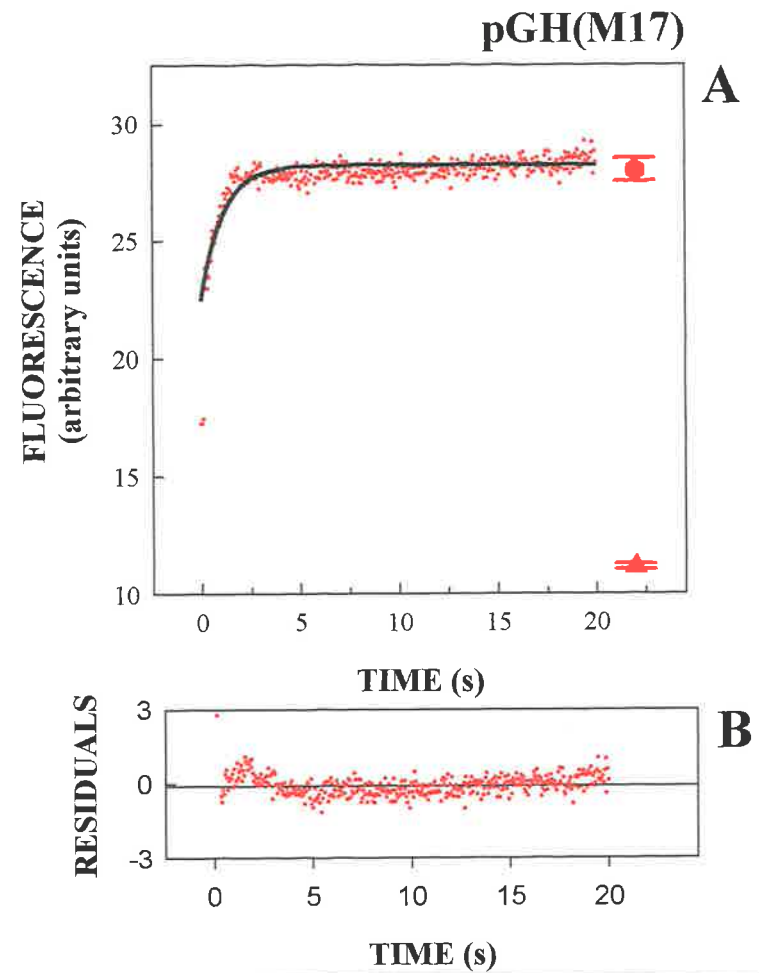 pGH(M17)
A
30
25
20
15
10
FLUORESCENCE
(arbitrary units)
0 5 10 15 20
TIME (s)
B
3
0
-3
RESIDUALS
0 5 10 15 20
TIME (s)